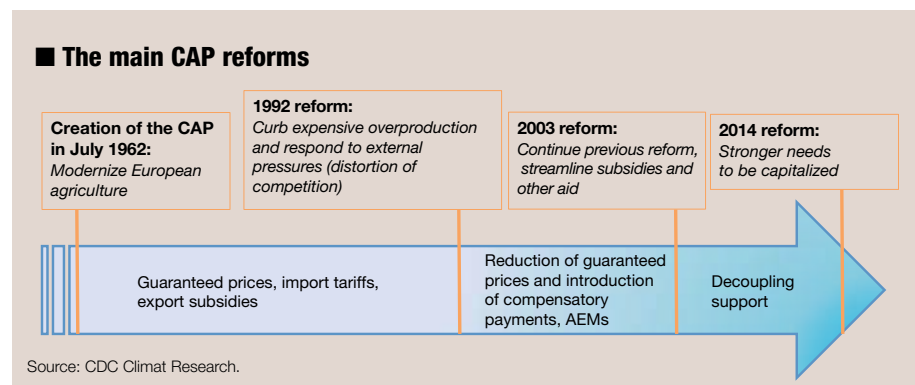 ■ The main CAP reforms
Creation of the CAP
in July 1962:
Modernize European
agriculture
1992 reform:
Curb expensive overproduction
and respond to external
pressures (distortion of
competition)
2003 reform:
Continue previous reform,
streamline subsidies and
other aid
2014 reform:
Stronger needs
to be capitalized
Guaranteed prices, import tariffs,
export subsidies
Reduction of guaranteed
prices and introduction
of compensatory
payments, AEMs
Decoupling
support
Source: CDC Climat Research.